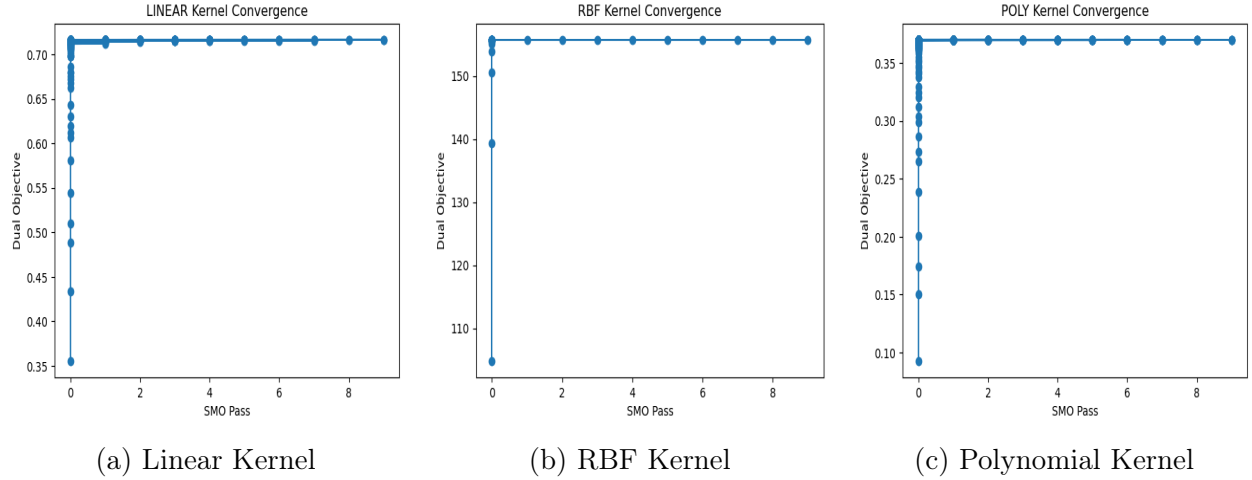 LINEAR Kernel Convergence
0.70
0.65
0.60
0.55
0.50
0.45
0.40
0.35
Dual Objective
0 2 4 6 8
SMO Pass
(a) Linear Kernel
RBF Kernel Convergence
150
140
130
120
110
Dual Objective
0 2 4 6 8
SMO Pass
(b) RBF Kernel
POLY Kernel Convergence
0.35
0.30
0.25
0.20
0.15
0.10
Dual Objective
0 2 4 6 8
SMO Pass
(c) Polynomial Kernel